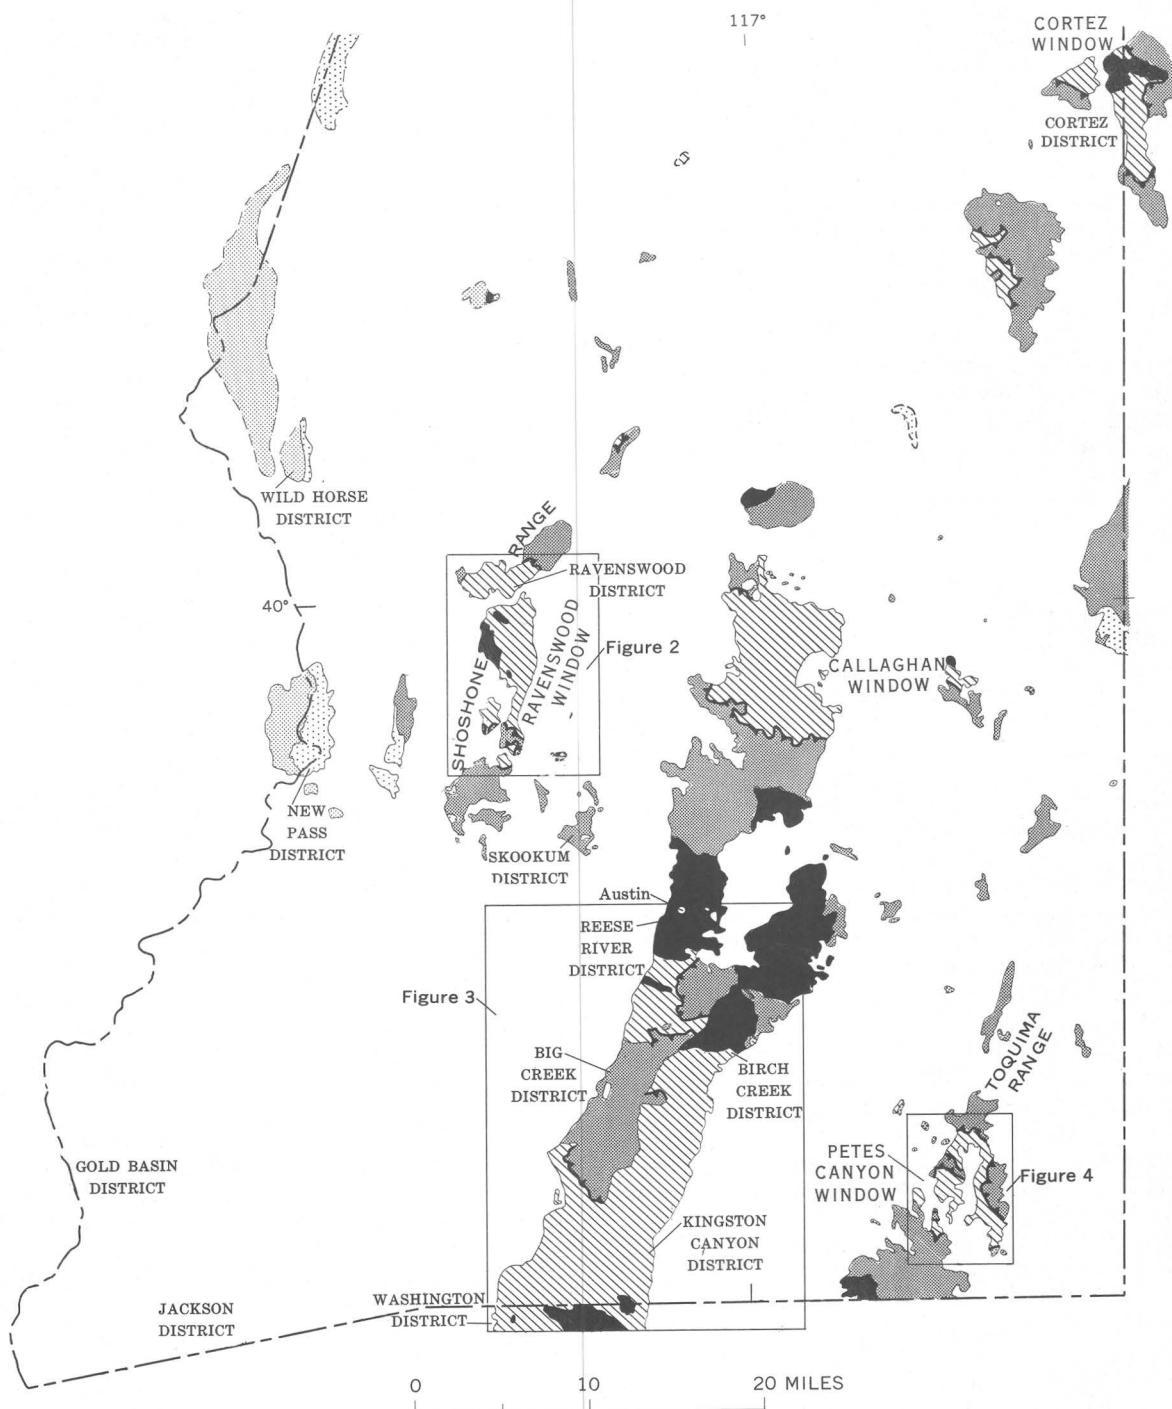 117°
CORTEZ
WINDOW
CORTEZ
DISTRICT
WILD HORSE
DISTRICT
RANGE
RAVENSWOOD
DISTRICT
40°
SHOSHONE
RAVENSWOOD
WINDOW
Figure 2
CALLAGHAN
WINDOW
NEW
PASS
DISTRICT
SKOOKUM
DISTRICT
Austin
REESE
RIVER
DISTRICT
Figure 3
BIG
CREEK
DISTRICT
BIRCH
CREEK
DISTRICT
TOQUIMA
RANGE
PETES
CANYON
WINDOW
Figure 4
GOLD BASIN
DISTRICT
KINGSTON
CANYON
DISTRICT
WASHINGTON
DISTRICT
JACKSON
DISTRICT
0 10 20 MILES